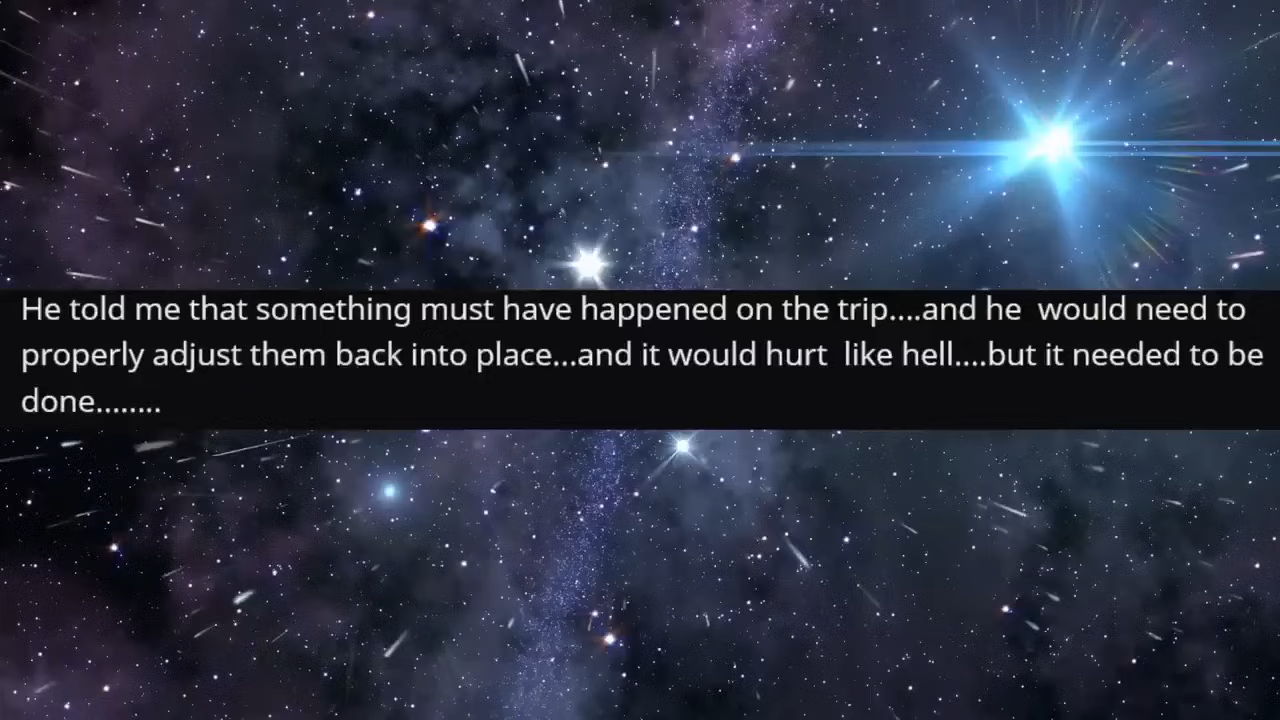 He told me that something must have happened on the trip....and he  would need to
properly adjust them back into place...and it would hurt  like hell....but it needed to be
done........